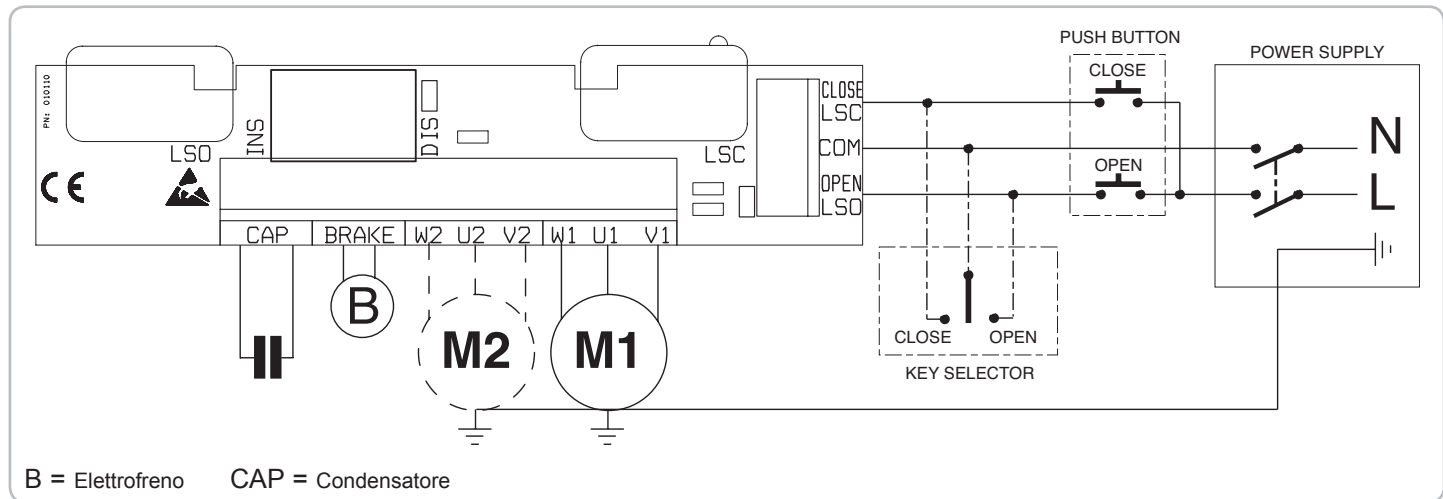 PUSH BUTTON
POWER SUPPLY
CLOSE
PN: 010110
INS
DIS
LSO
LSC
CLOSE
LSC
COM
OPEN
LSO
OPEN
N
L
CE
CAP BRAKE W2 U2 V2 W1 U1 V1
B
M2
M1
CLOSE OPEN
KEY SELECTOR
B = Elettrofreno CAP = Condensatore